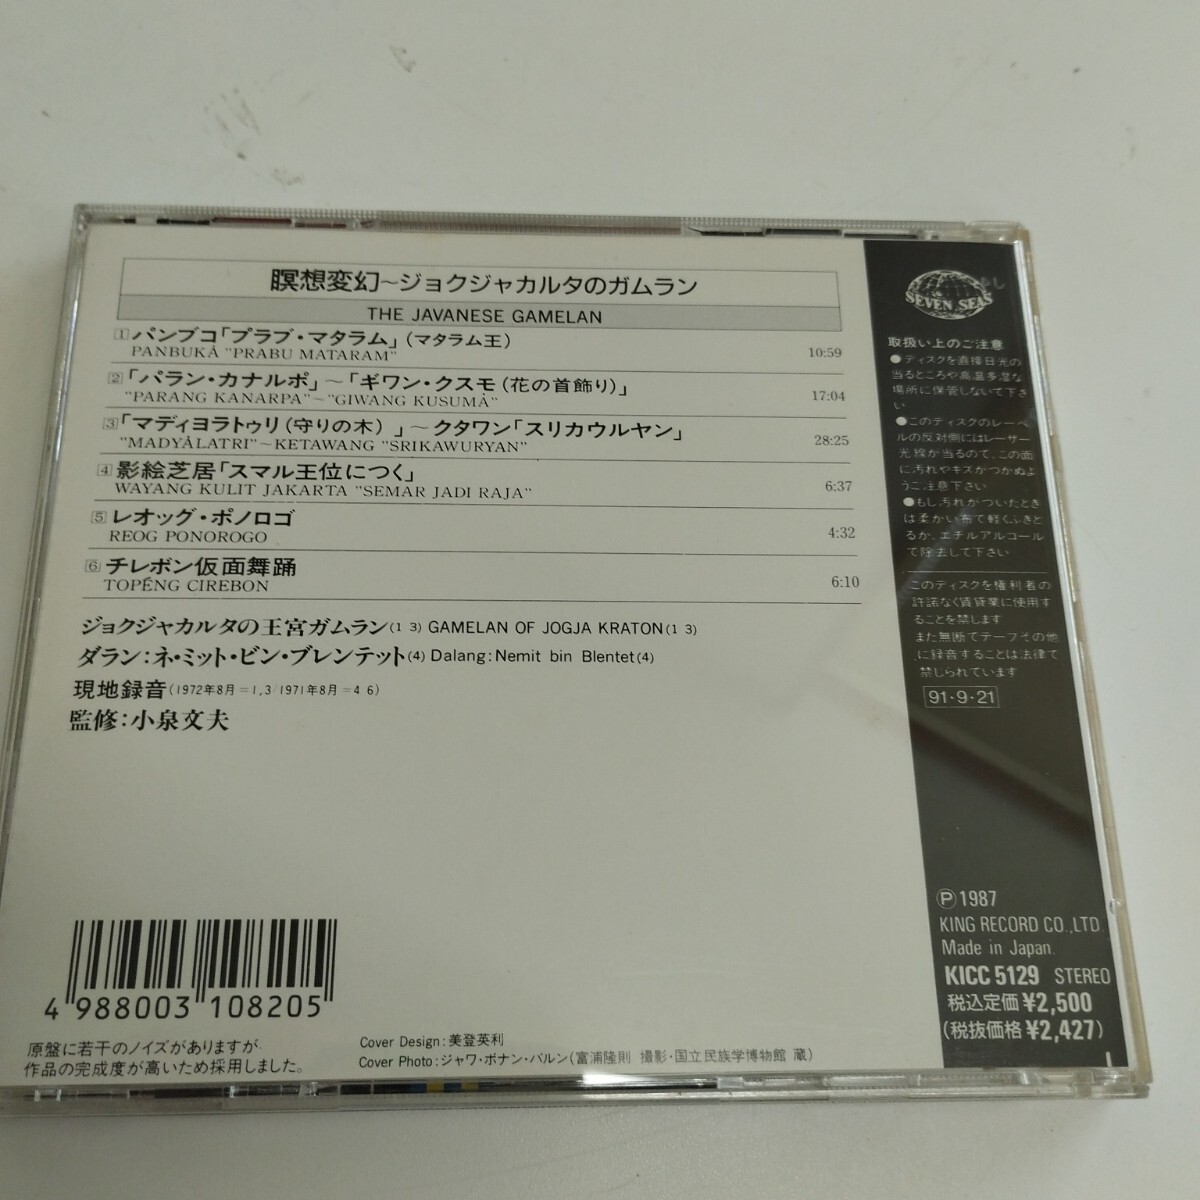 瞑想変幻~ジョクジャカルタのガムラン
THE JAVANESE GAMELAN
1 パンブコ「プラブ・マタラム」(マタラム王)
PANBUKÅ "PRABU MATARAM"
10:59
2 「パラン・カナルポ」~「ギワン・クスモ(花の首飾り)」
"PARANG KANARPA"~"GIWANG KUSUMÅ"
17:04
3 「マディヨラトゥリ(守りの木)」~クタワン「スリカウルヤン」
"MADYÅLATRI"~KETAWANG "SRIKAWURYAN"
28:25
4 影絵芝居「スマル王位につく」
WAYANG KULIT JAKARTA "SEMAR JADI RAJA"
6:37
5 レオッグ・ポノロゴ
REOG PONOROGO
4:32
6 チレボン仮面舞踊
TOPÉNG CIREBON
6:10
ジョクジャカルタの王宮ガムラン(1 3) GAMELAN OF JOGJA KRATON(1 3)
ダラン:ネ・ミット・ビン・ブレンテット(4) Dalang: Nemit bin Blentet(4)
現地録音(1972年8月=1,3/1971年8月=4 6)
監修:小泉文夫
4 988003 108205
原盤に若干のノイズがありますが、
作品の完成度が高いため採用しました。
Cover Design:美登英利
Cover Photo:ジャワ・ボナン・バルン(富浦隆則 撮影・国立民族学博物館 蔵)
SEVEN SEAS
取扱い上のご注意
●ディスクを直接日光の
当るところや高温多湿な
場所に保管しないで下さ
い
●このディスクのレーベ
ルの反対側にはレーザー
光線が当るので、この面
に汚れやキズがつかぬよ
うご注意下さい
●もし汚れがついたとき
は柔かい布で軽くふきと
るか、エチルアルコール
で除去して下さい
このディスクを権利者の
許諾なく賃貸業に使用す
ることを禁じます
また無断でテープその他
に録音することは法律で
禁じられています
91・9・21
Ⓟ 1987
KING RECORD CO.,LTD.
Made in Japan.
KICC 5129 STEREO
税込定価¥2,500
(税抜価格¥2,427)